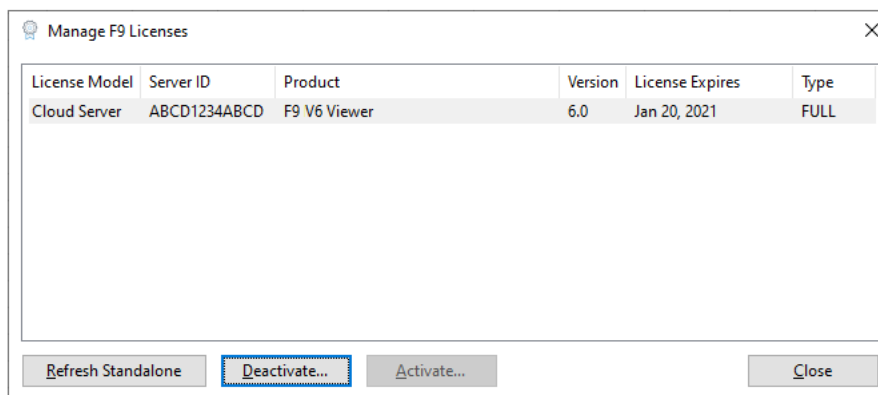 Manage F9 Licenses
License Model Server ID Product Version License Expires Type
Cloud Server ABCD1234ABCD F9 V6 Viewer 6.0 Jan 20, 2021 FULL
Refresh Standalone Deactivate... Activate... Close